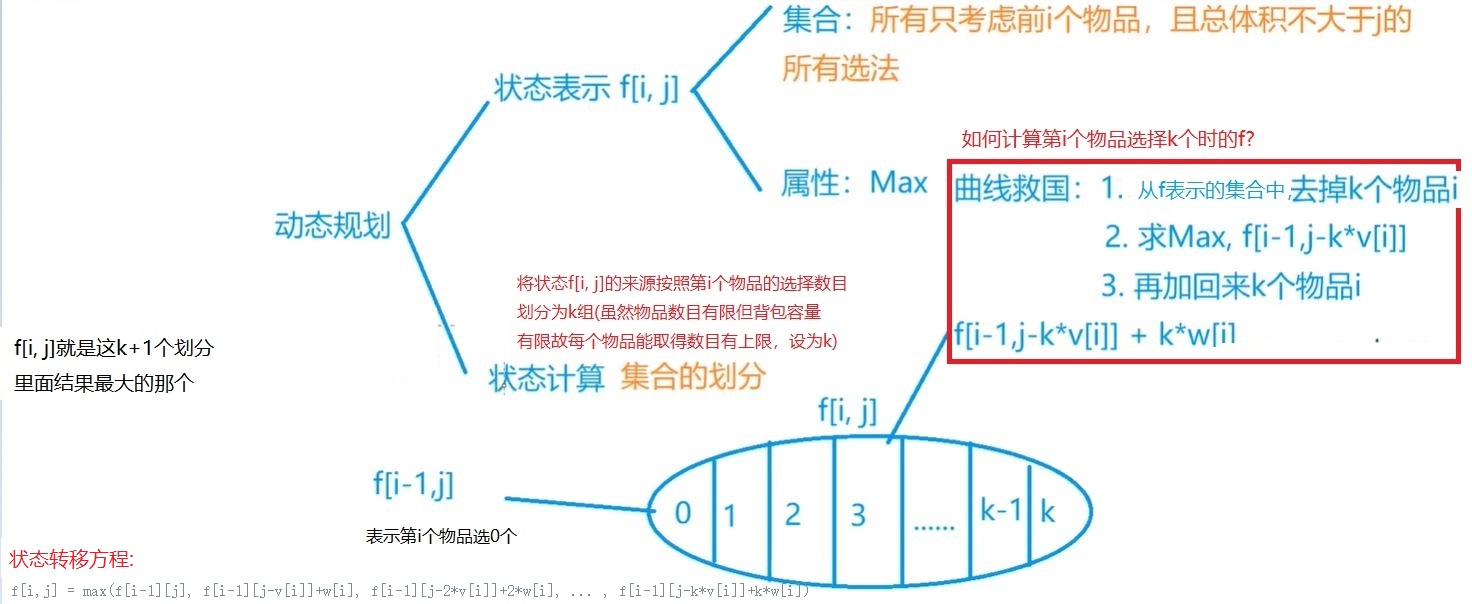 集合：所有只考虑前i个物品，且总体积不大于j的
所有选法
状态表示 f[i, j]
如何计算第i个物品选择k个时的f?
属性：Max
曲线救国：1. 从f表示的集合中,去掉k个物品i
2. 求Max, f[i-1,j-k*v[i]]
3. 再加回来k个物品i
f[i-1,j-k*v[i]] + k*w[i]
动态规划
将状态f[i, j]的来源按照第i个物品的选择数目
划分为k组(虽然物品数目有限但背包容量
有限故每个物品能取得数目有上限，设为k)
f[i, j]就是这k+1个划分
里面结果最大的那个
状态计算 集合的划分
f[i, j]
f[i-1,j]
0 1 2 3 ...... k-1 k
表示第i个物品选0个
状态转移方程:
f[i,j] = max(f[i-1][j], f[i-1][j-v[i]]+w[i], f[i-1][j-2*v[i]]+2*w[i], ... , f[i-1][j-k*v[i]]+k*w[i])